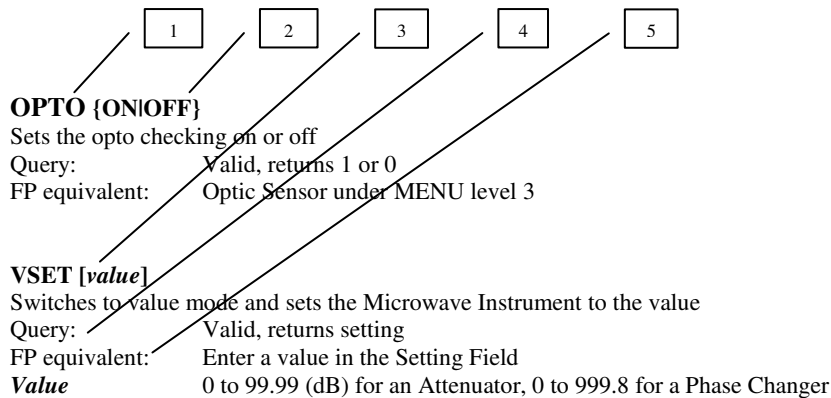 1 2 3 4 5
OPTO {ON|OFF}
Sets the opto checking on or off
Query: Valid, returns 1 or 0
FP equivalent: Optic Sensor under MENU level 3
VSET [value]
Switches to value mode and sets the Microwave Instrument to the value
Query: Valid, returns setting
FP equivalent: Enter a value in the Setting Field
Value 0 to 99.99 (dB) for an Attenuator, 0 to 999.8 for a Phase Changer